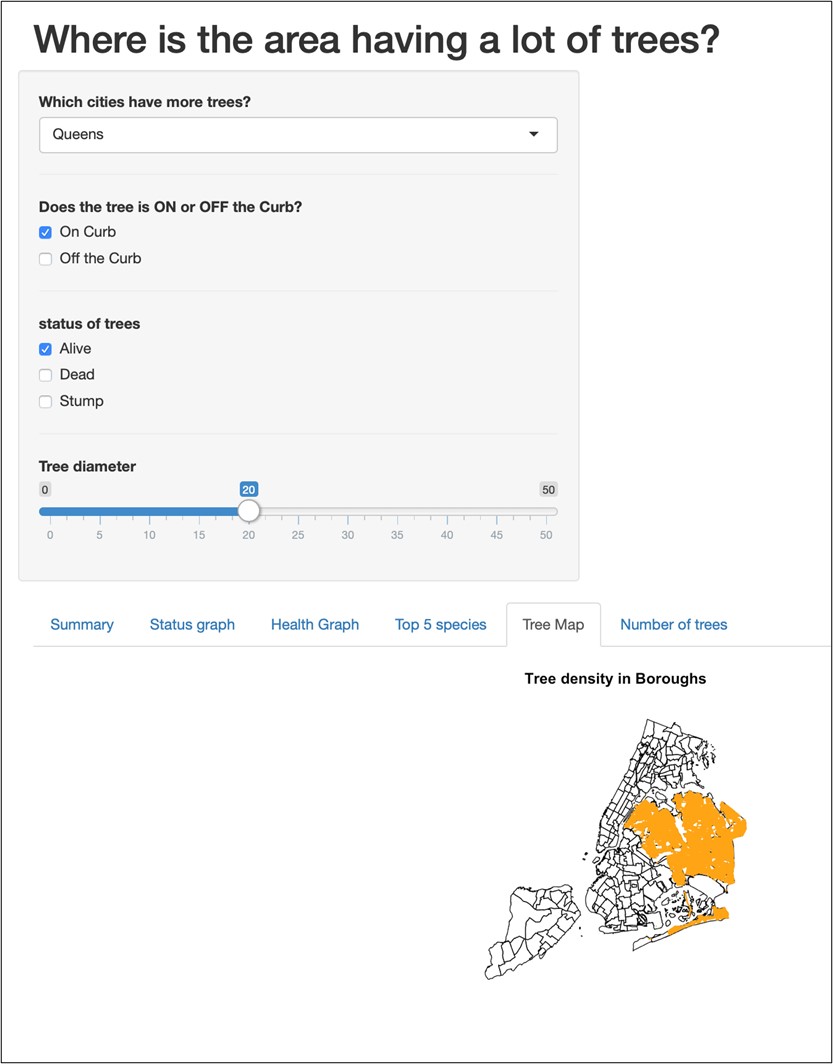 Where is the area having a lot of trees?
Which cities have more trees?
Queens
Does the tree is ON or OFF the Curb?
On Curb
Off the Curb
status of trees
Alive
Dead
Stump
Tree diameter
0 20 50
0 5 10 15 20 25 30 35 40 45 50
Summary Status graph Health Graph Top 5 species Tree Map Number of trees
Tree density in Boroughs